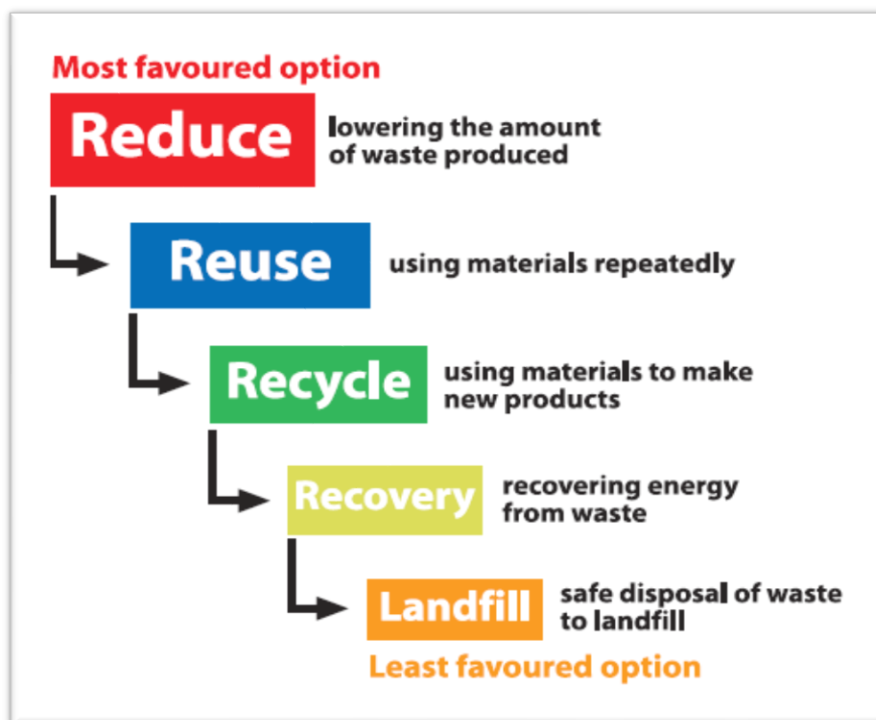 Most favoured option
Reduce
lowering the amount
of waste produced
Reuse
using materials repeatedly
Recycle
using materials to make
new products
Recovery
recovering energy
from waste
Landfill
safe disposal of waste
to landfill
Least favoured option